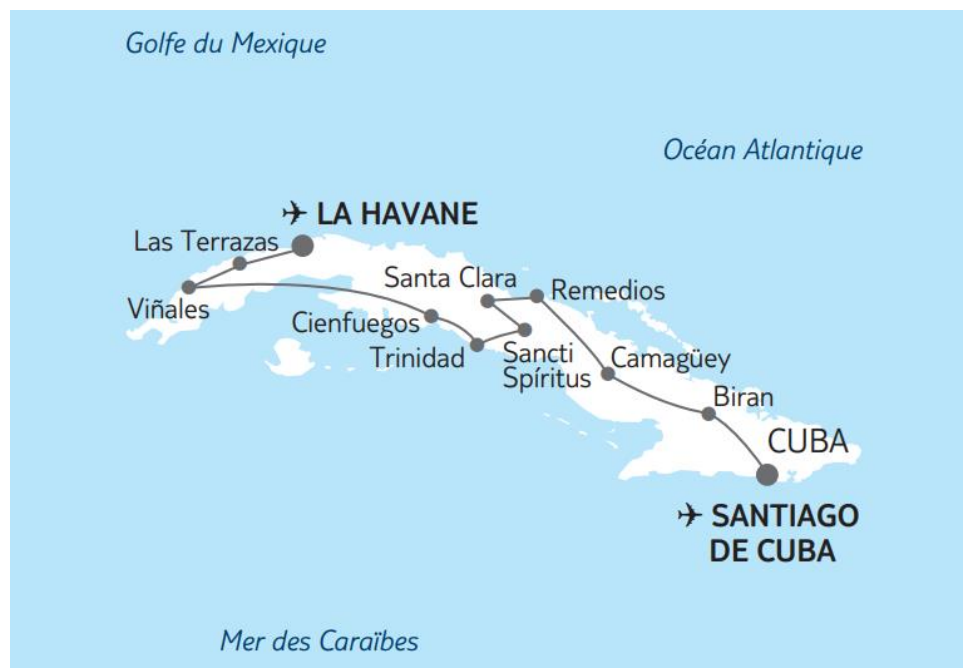 Golfe du Mexique
Océan Atlantique
✈ LA HAVANE
Las Terrazas
Santa Clara
Remedios
Viñales
Cienfuegos
Trinidad
Sancti
Spíritus
Camagüey
Biran
CUBA
✈ SANTIAGO
DE CUBA
Mer des Caraïbes